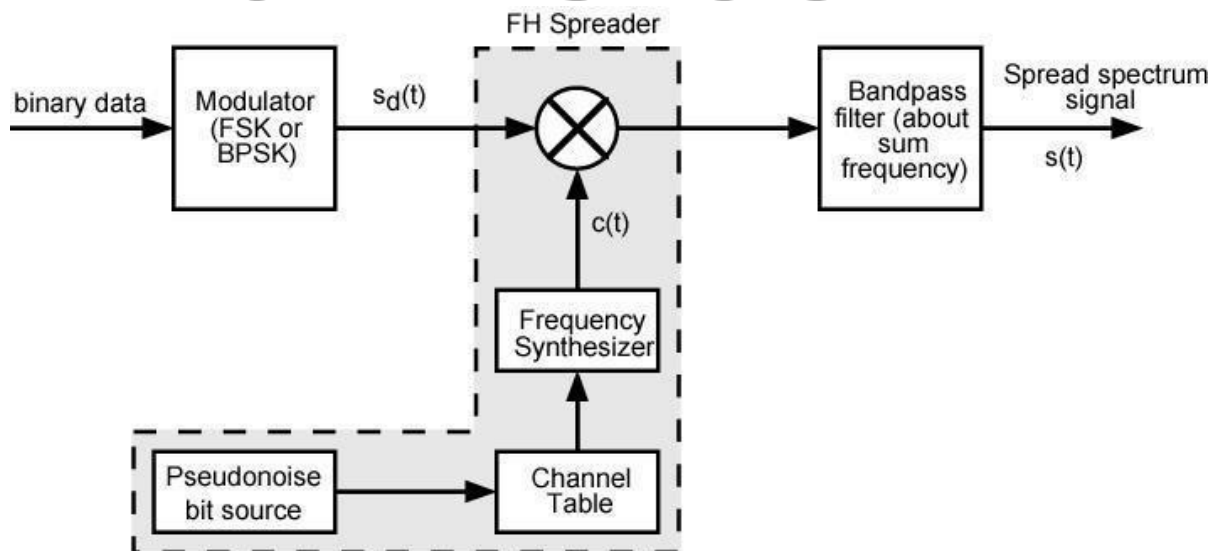 FH Spreader
binary data
Modulator
(FSK or
BPSK)
sd(t)
Bandpass
filter (about
sum
frequency)
Spread spectrum
signal
s(t)
c(t)
Frequency
Synthesizer
Pseudonoise
bit source
Channel
Table